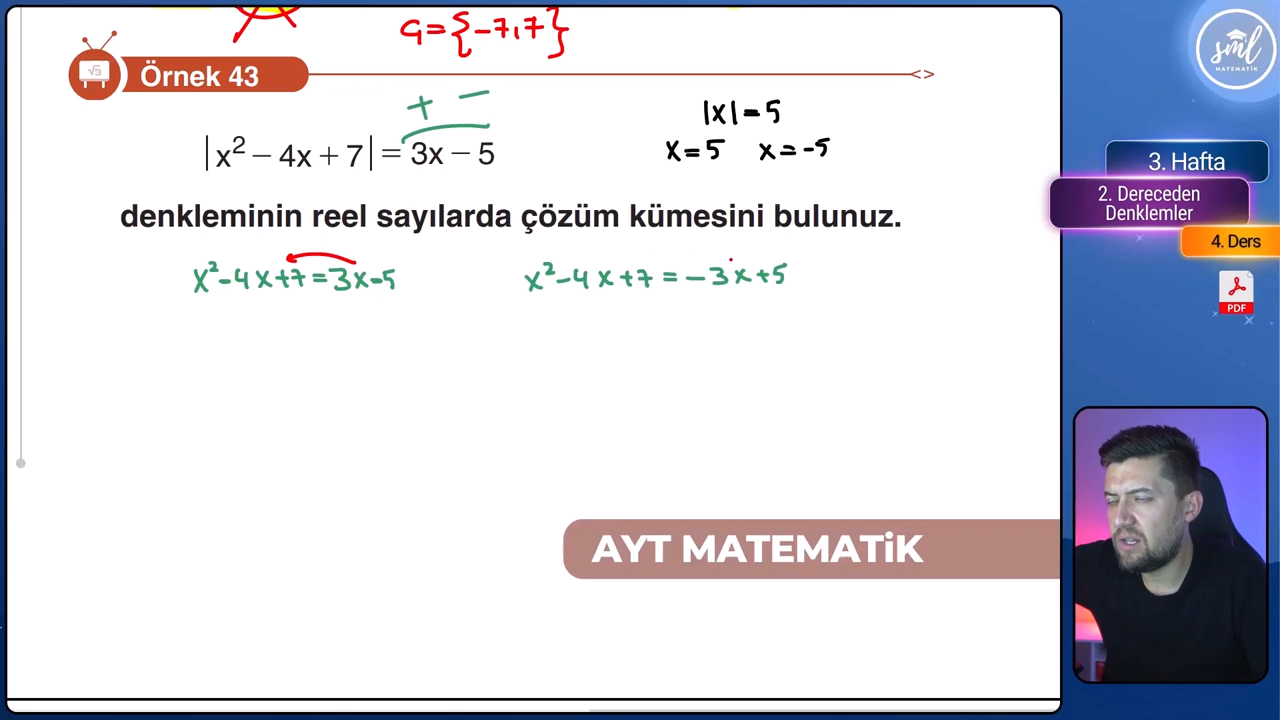 Ç={-7,7}
Örnek 43
√3
<>
+ -
|x² - 4x + 7| = 3x - 5
|x| = 5
x = 5 x = -5
denkleminin reel sayılarda çözüm kümesini bulunuz.
x²-4x+7=3x-5
x²-4x+7=-3x+5
AYT MATEMATİK
sml
MATEMATİK
3. Hafta
2. Dereceden
Denklemler
4. Ders
PDF